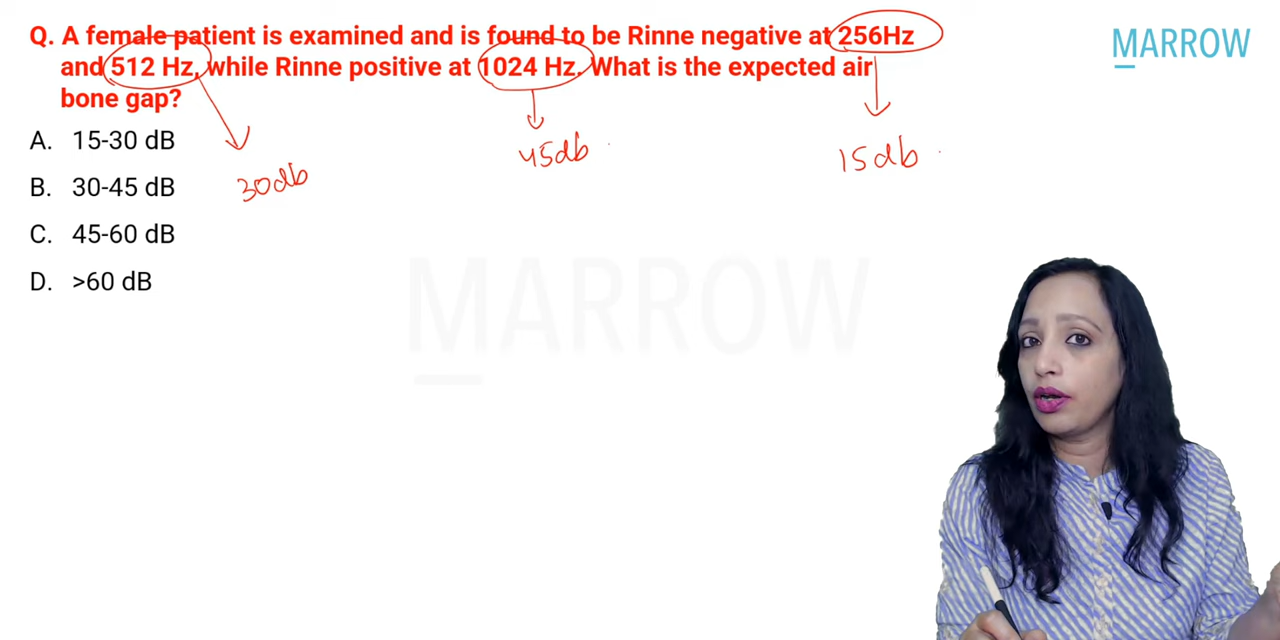 Q. A female patient is examined and is found to be Rinne negative at 256Hz
and 512 Hz, while Rinne positive at 1024 Hz. What is the expected air
bone gap?
MARROW
A. 15-30 dB
B. 30-45 dB
C. 45-60 dB
D. >60 dB
30db
45db
15db
MARROW